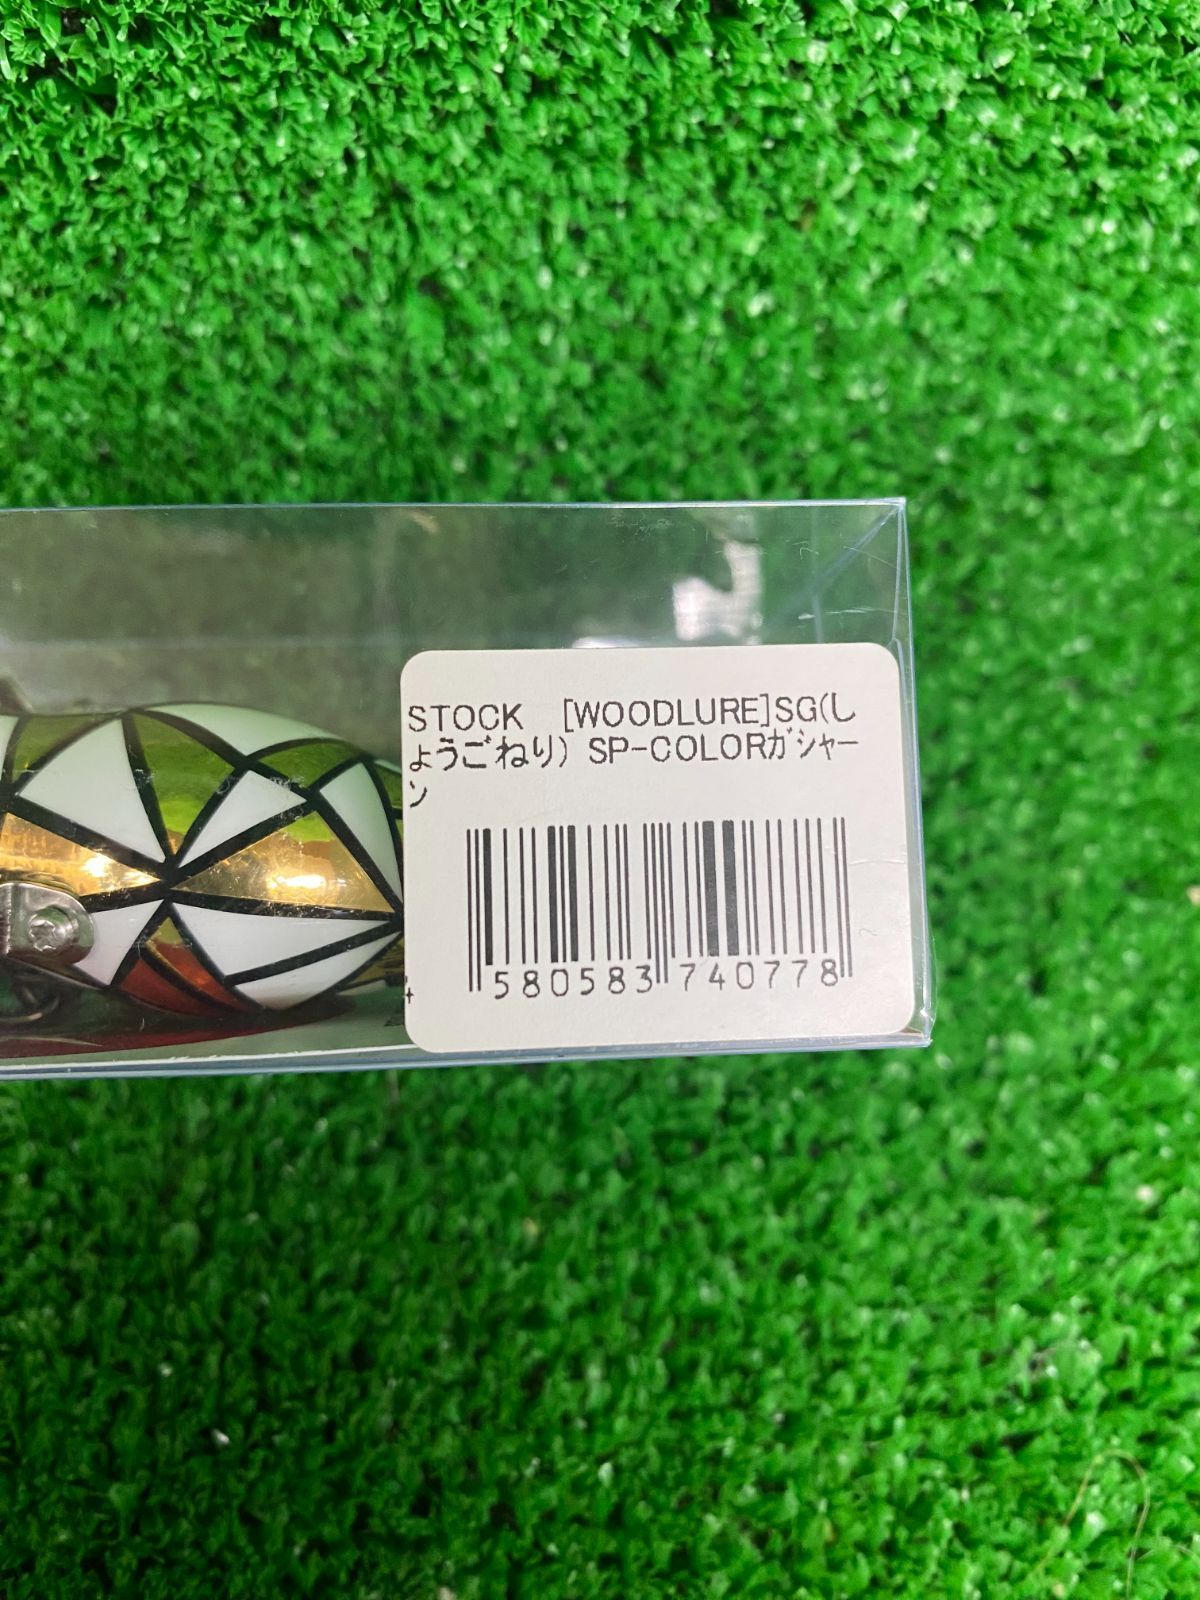 STOCK　[WOODLURE]SG(し
ょうごねり) SP-COLORｶﾞｼｬｰ
ﾝ
4 580583 740778